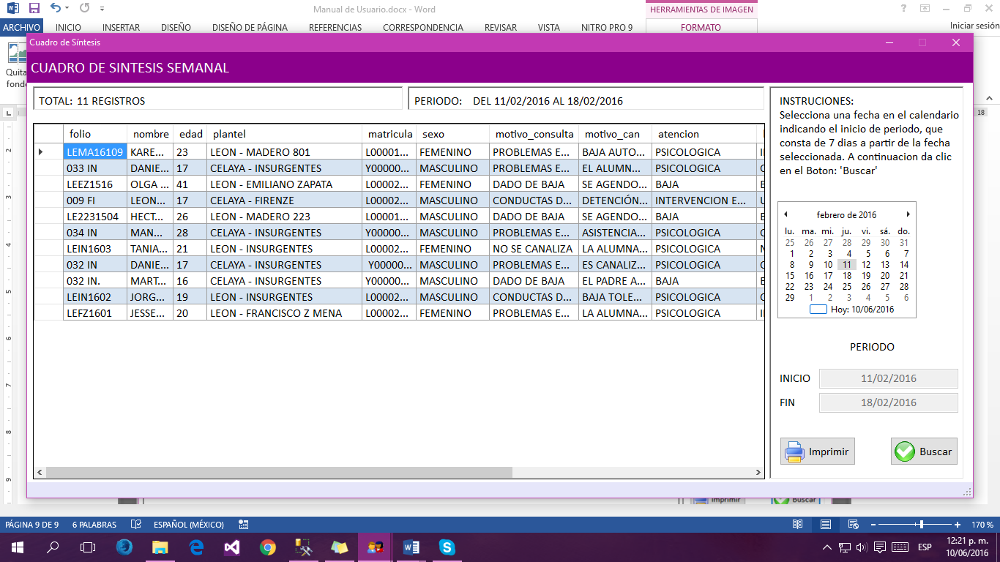 Manual de Usuario.docx - Word
HERRAMIENTAS DE IMAGEN
ARCHIVO INICIO INSERTAR DISEÑO DISEÑO DE PÁGINA REFERENCIAS CORRESPONDENCIA REVISAR VISTA NITRO PRO 9 FORMATO
Iniciar sesión
Quita
fondo
Cuadro de Síntesis
CUADRO DE SINTESIS SEMANAL
TOTAL: 11 REGISTROS
PERIODO: DEL 11/02/2016 AL 18/02/2016
folio nombre edad plantel matricula sexo motivo_consulta motivo_can atencion
LEMA16109 KARE... 23 LEON - MADERO 801 L00001... FEMENINO PROBLEMAS E... BAJA AUTO... PSICOLOGICA
033 IN DANIE... 17 CELAYA - INSURGENTES Y00000... MASCULINO PROBLEMAS E... EL ALUMN... PSICOLOGICA
LEEZ1516 OLGA ... 41 LEON - EMILIANO ZAPATA L00002... FEMENINO DADO DE BAJA SE AGENDO... BAJA
009 FI LEON... 17 CELAYA - FIRENZE L00002... MASCULINO CONDUCTAS D... DETENCIÓN... INTERVENCION E...
LE2231504 HECT... 26 LEON - MADERO 223 L00001... MASCULINO DADO DE BAJA SE AGENDO... BAJA
034 IN MAN... 28 CELAYA - INSURGENTES Y00000... MASCULINO PROBLEMAS E... ASISTENCIA... PSICOLOGICA
LEIN1603 TANIA... 21 LEON - INSURGENTES L00002... FEMENINO NO SE CANALIZA LA ALUMNA... PSICOLOGICA
032 IN DANIE... 17 CELAYA - INSURGENTES Y00000... MASCULINO PROBLEMAS E... ES CANALIZ... PSICOLOGICA
032 IN. MART... 16 CELAYA - INSURGENTES Y00000... MASCULINO DADO DE BAJA EL PADRE A... BAJA
LEIN1602 JORG... 19 LEON - INSURGENTES L00002... MASCULINO CONDUCTAS D... BAJA TOLE... PSICOLOGICA
LEFZ1601 JESSE... 20 LEON - FRANCISCO Z MENA L00002... FEMENINO PROBLEMAS E... LA ALUMNA... PSICOLOGICA
INSTRUCIONES:
Selecciona una fecha en el calendario
indicando el inicio de periodo, que
consta de 7 dias a partir de la fecha
seleccionada. A continuacion da clic
en el Boton: 'Buscar'
febrero de 2016
lu. ma. mi. ju. vi. sá. do.
25 26 27 28 29 30 31
1 2 3 4 5 6 7
8 9 10 11 12 13 14
15 16 17 18 19 20 21
22 23 24 25 26 27 28
29 1 2 3 4 5 6
Hoy: 10/06/2016
PERIODO
INICIO 11/02/2016
FIN 18/02/2016
Imprimir Buscar
18
2
3
4
5
6
7
8
9
PÁGINA 9 DE 9 6 PALABRAS ESPAÑOL (MÉXICO) 170 %
ESP
12:21 p. m.
10/06/2016